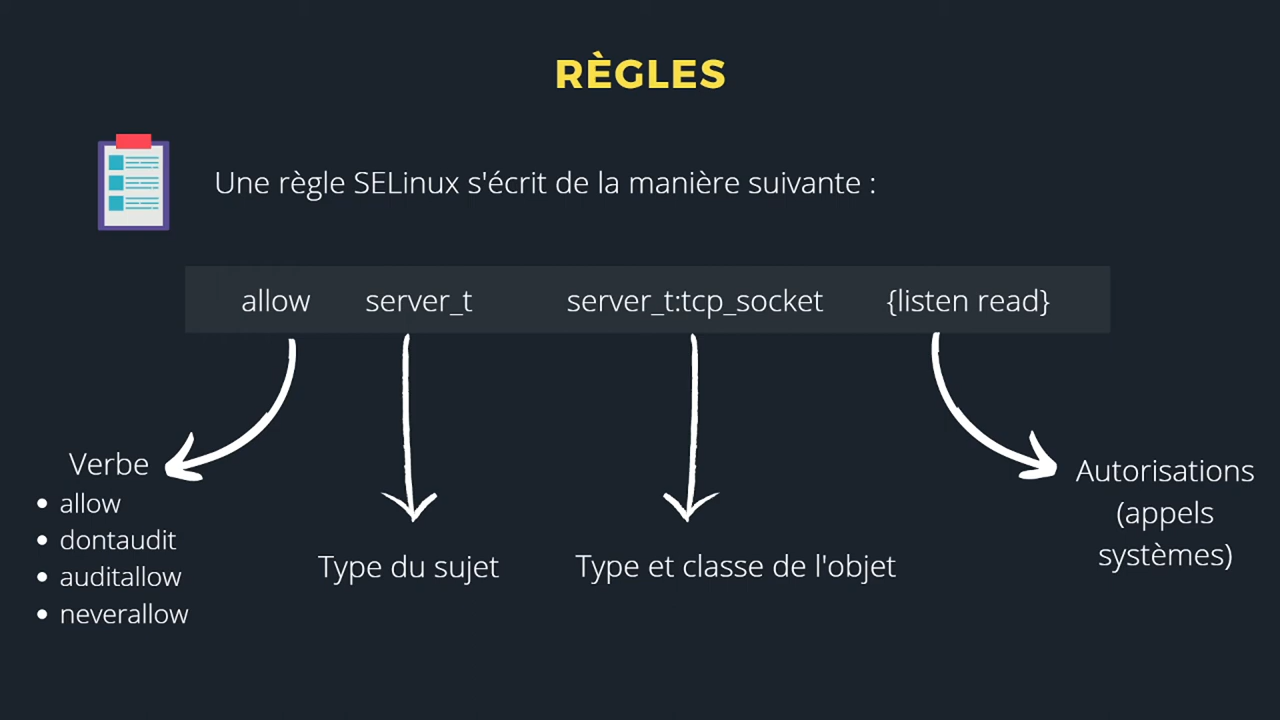 RÈGLES
Une règle SELinux s'écrit de la manière suivante :
allow server_t server_t:tcp_socket {listen read}
Verbe
• allow
• dontaudit
• auditallow
• neverallow
Type du sujet
Type et classe de l'objet
Autorisations
(appels
systèmes)